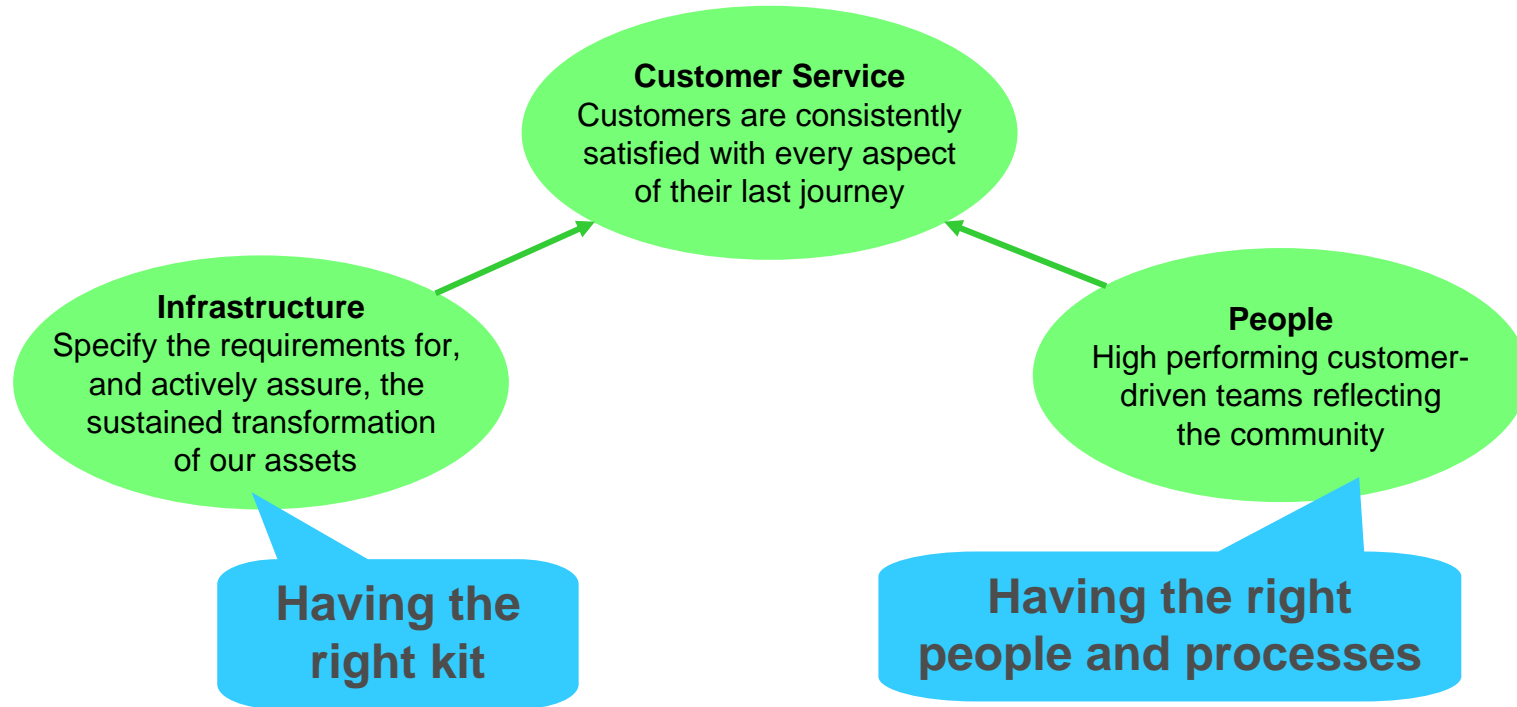 Customer Service
Customers are consistently
satisfied with every aspect
of their last journey
Infrastructure
Specify the requirements for,
and actively assure, the
sustained transformation
of our assets
People
High performing customer-
driven teams reflecting
the community
Having the
right kit
Having the right
people and processes